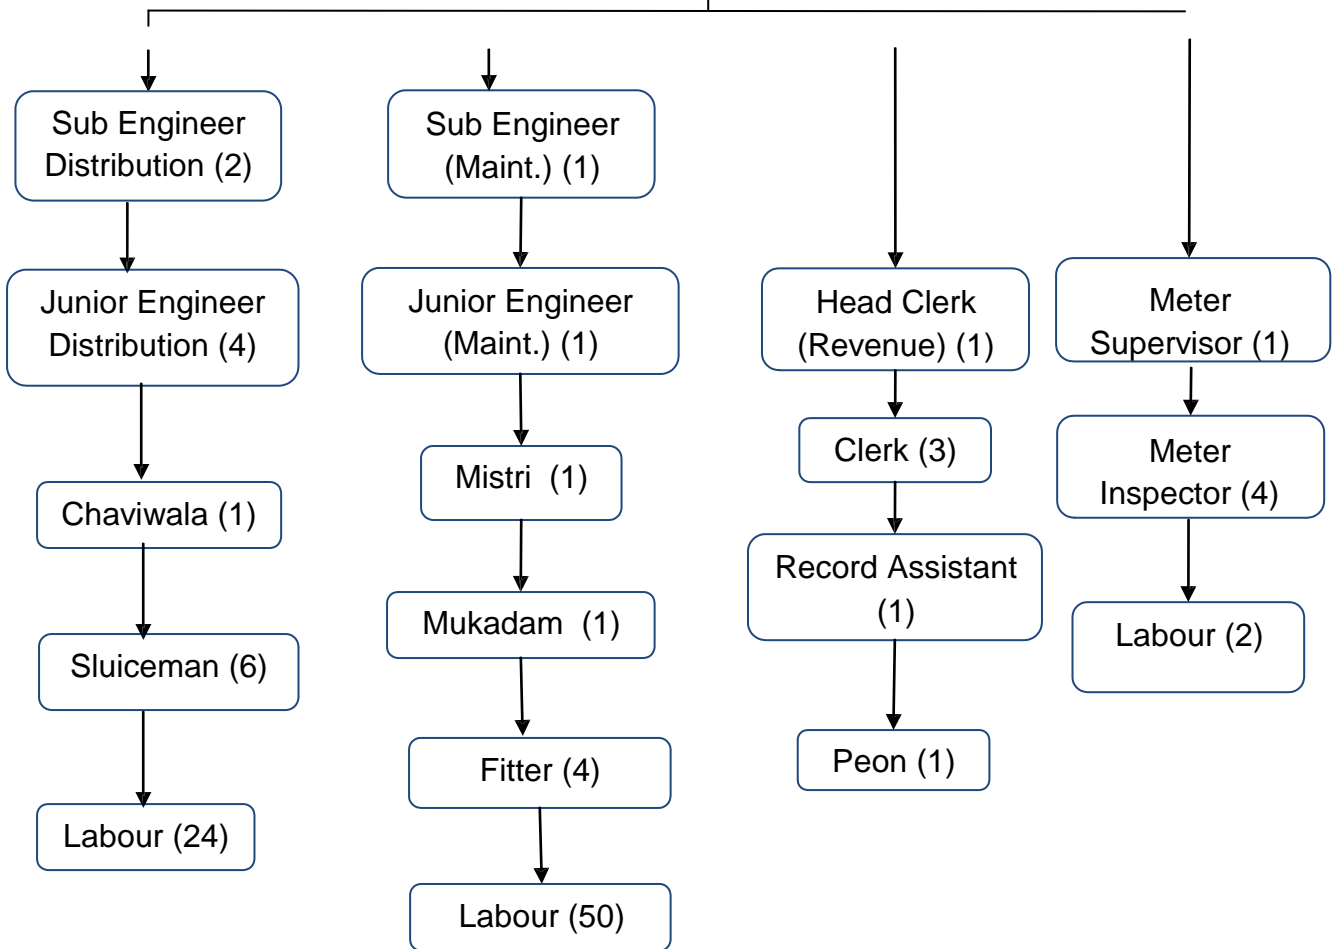 Sub Engineer
Distribution (2)
Junior Engineer
Distribution (4)
Chaviwala (1)
Sluiceman (6)
Labour (24)
Sub Engineer
(Maint.) (1)
Junior Engineer
(Maint.) (1)
Mistri (1)
Mukadam (1)
Fitter (4)
Labour (50)
Head Clerk
(Revenue) (1)
Clerk (3)
Record Assistant
(1)
Peon (1)
Meter
Supervisor (1)
Meter
Inspector (4)
Labour (2)